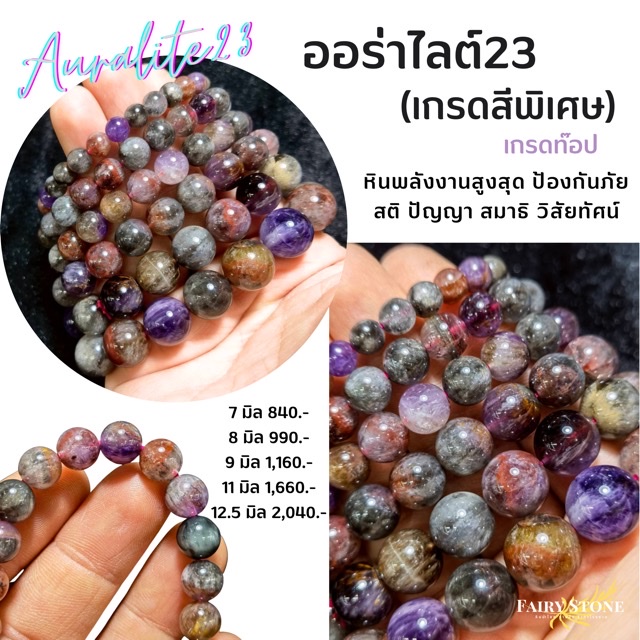 Auralite23
ออร่าไลต์23
(เกรดสีพิเศษ)
เกรดท๊อป
หินพลังงานสูงสุด ป้องกันภัย
สติ ปัญญา สมาธิ วิสัยทัศน์
7 มิล 840.-
8 มิล 990.-
9 มิล 1,160.-
11 มิล 1,660.-
12.5 มิล 2,040.-
FAIRY STONE